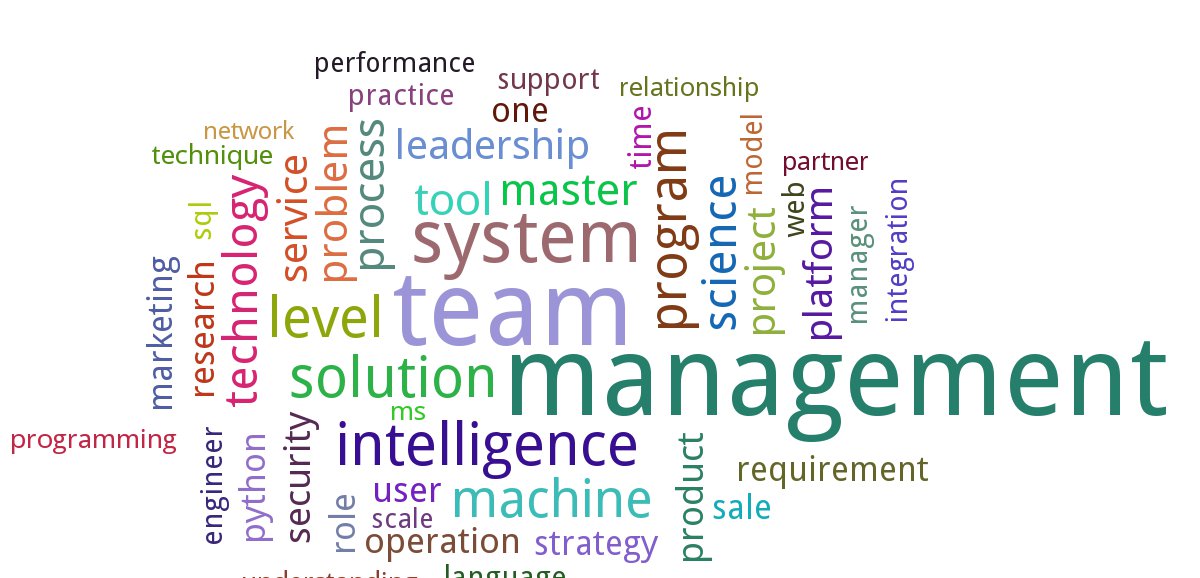 performance
support
relationship
practice
one
network
technique
leadership
time
model
partner
service
problem
process
program
tool
master
science
web
sql
technology
system
project
platform
manager
integration
marketing
research
level
team
solution
management
ms
programming
engineer
python
security
intelligence
product
requirement
user
machine
sale
role
scale
operation
strategy
understanding
language